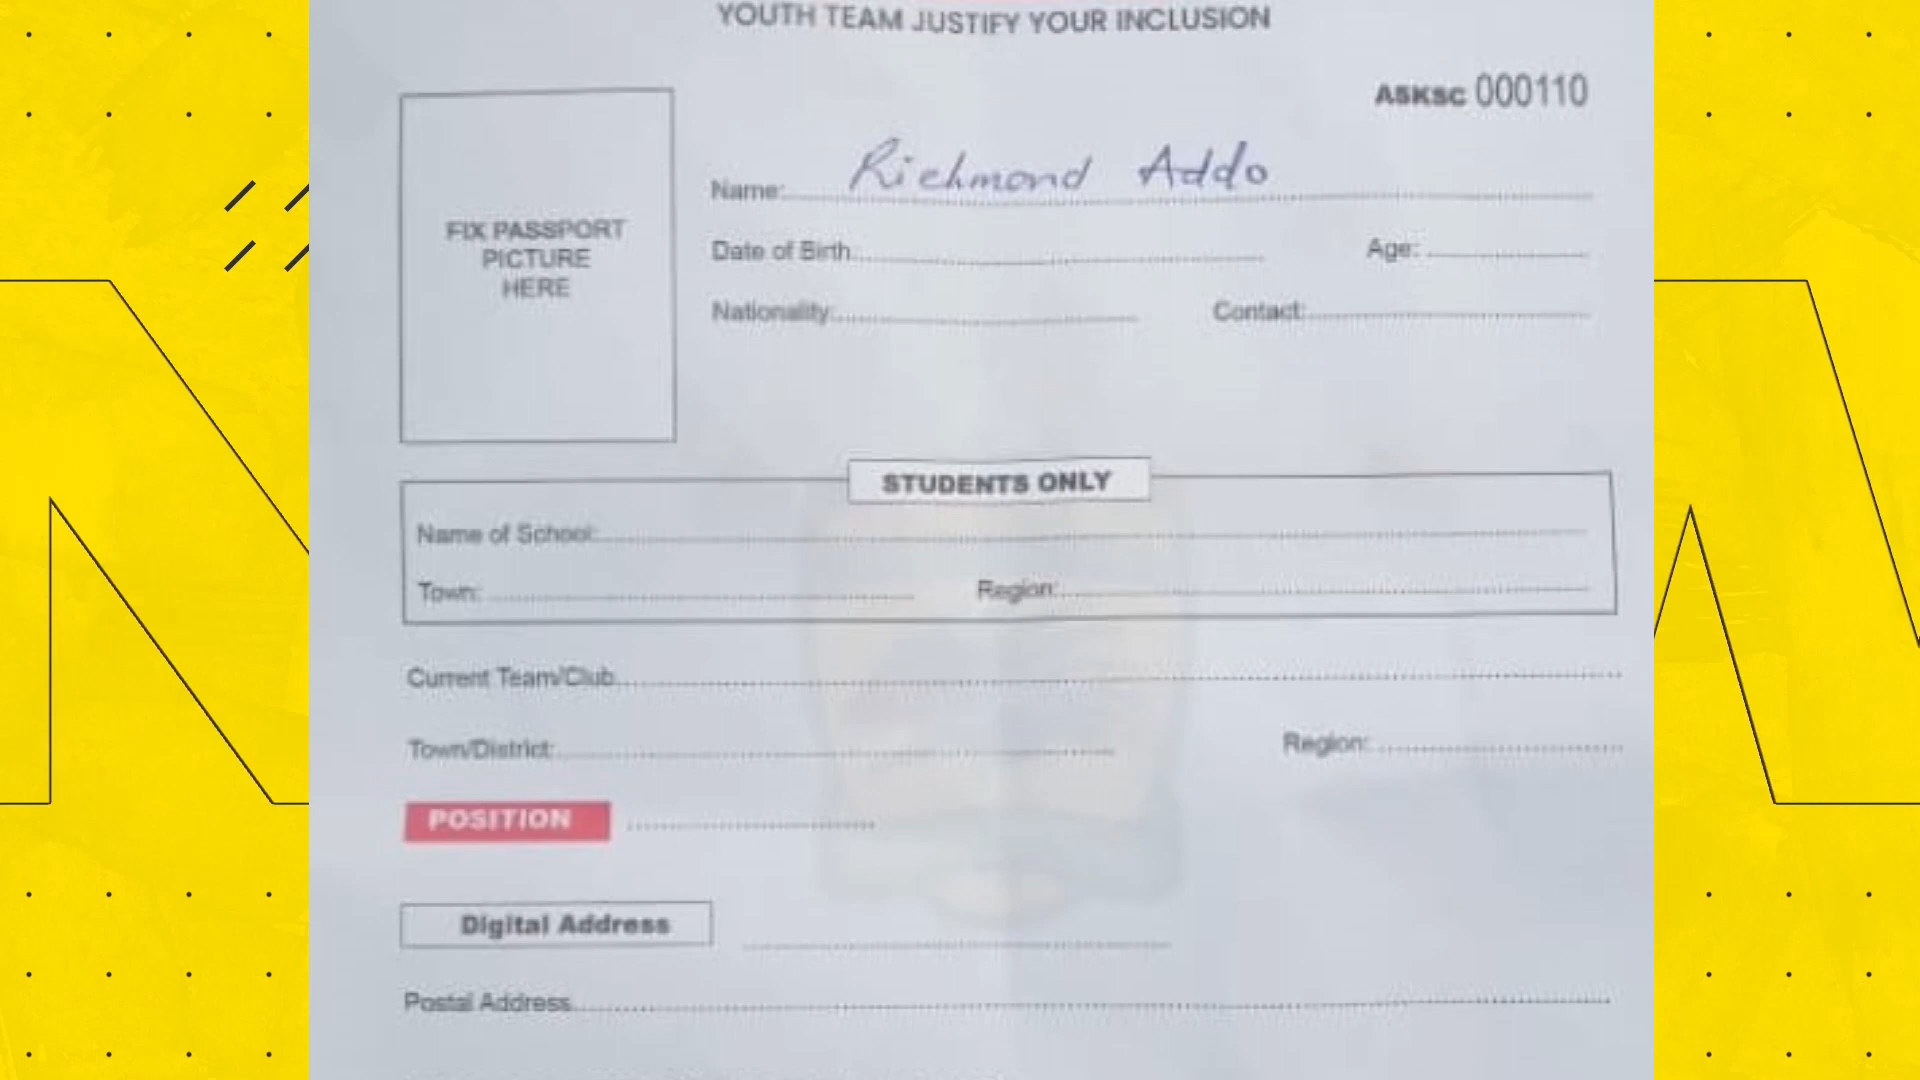 YOUTH TEAM JUSTIFY YOUR INCLUSION
ASKSC 000110
FIX PASSPORT
PICTURE
HERE
Name: Richmond Addo
Date of Birth Age:
Nationality: Contact:
STUDENTS ONLY
Name of School:
Town: Region:
Current Team/Club
Town/District: Region:
POSITION
Digital Address
Postal Address